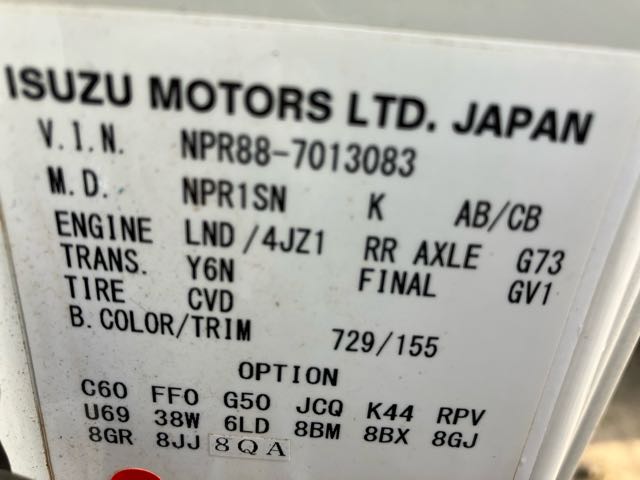 ISUZU MOTORS LTD. JAPAN
V.I.N. NPR88-7013083
M.D. NPR1SN K AB/CB
ENGINE LND/4JZ1 RR AXLE G73
TRANS. Y6N FINAL GV1
TIRE CVD
B.COLOR/TRIM 729/155
OPTION
C60 FF0 G50 JCQ K44 RPV
U69 38W 6LD 8BM 8BX 8GJ
8GR 8JJ 8QA